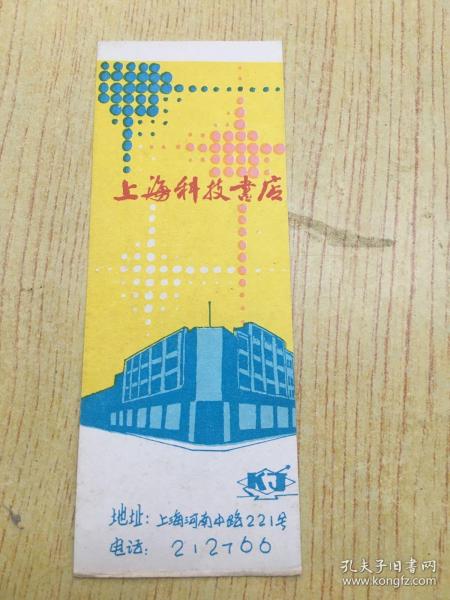 上海科技書店
KJ
地址：上海河南中路221号
电话：212766
孔夫子旧书网
www.kongfz.com